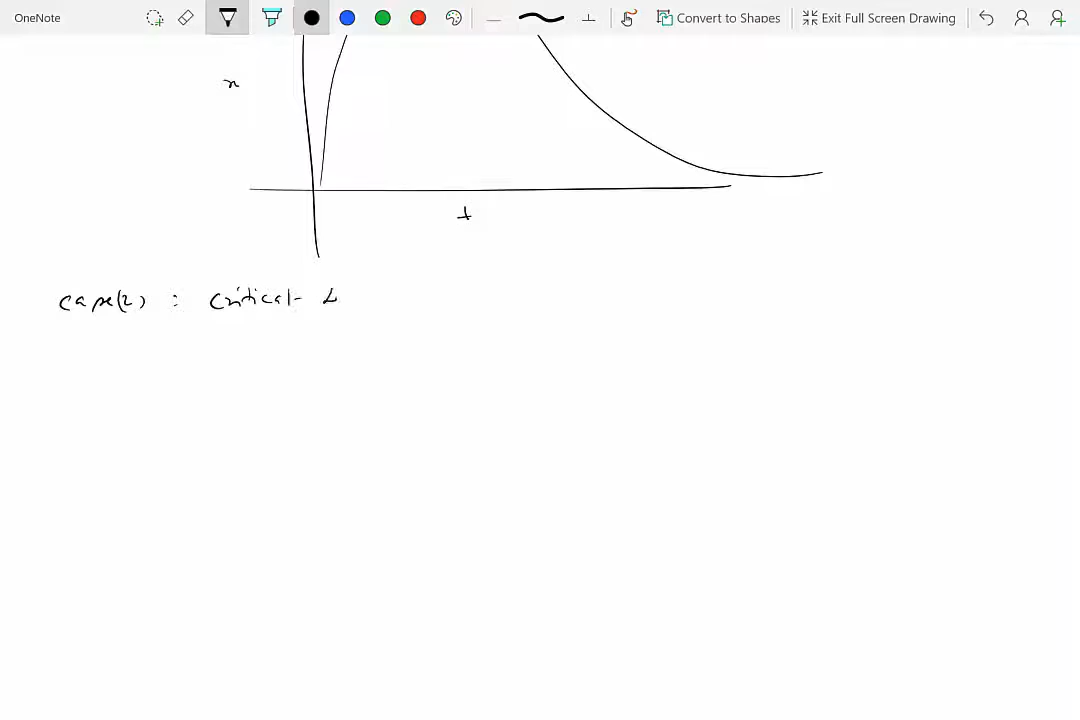 OneNote
Convert to Shapes
Exit Full Screen Drawing
x
t
case(2) : critical